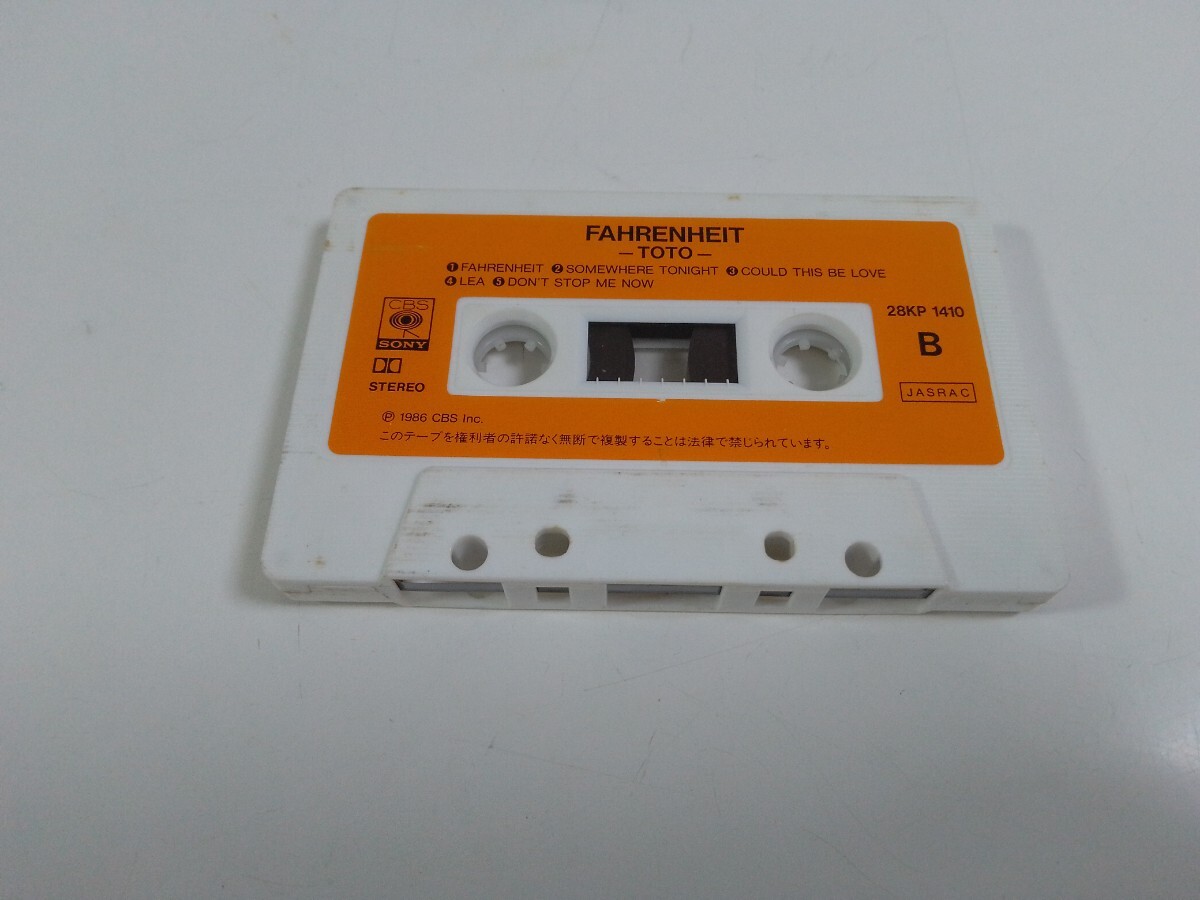 FAHRENHEIT
—TOTO—
❶FAHRENHEIT ❷SOMEWHERE TONIGHT ❸COULD THIS BE LOVE
❹LEA ❺DON'T STOP ME NOW
CBS
SONY
STEREO
28KP 1410
B
JASRAC
℗ 1986 CBS Inc.
このテープを権利者の許諾なく無断で複製することは法律で禁じられています。